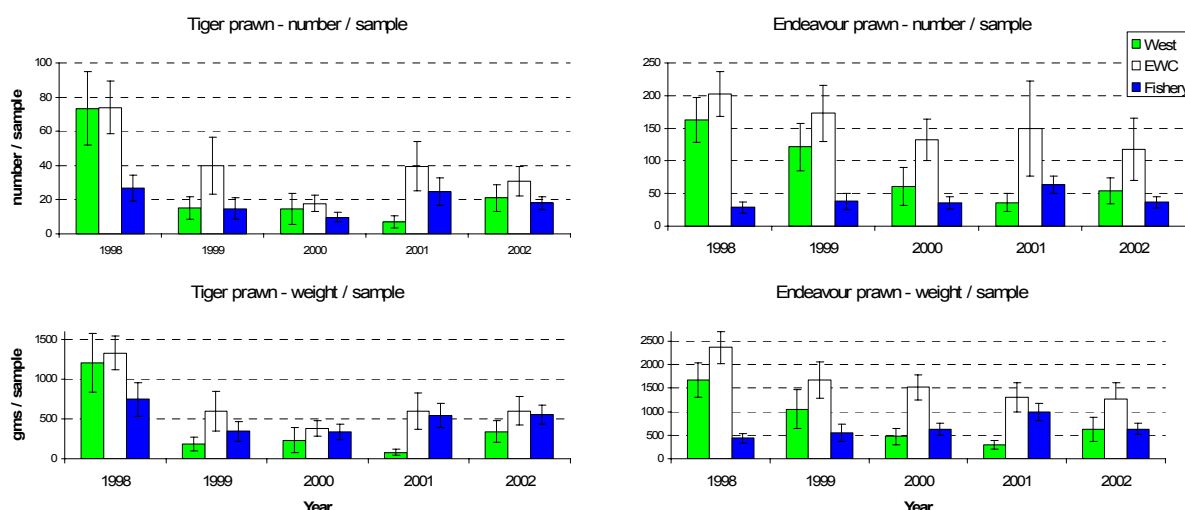 Tiger prawn - number / sample
number / sample
100
80
60
40
20
0
1998 1999 2000 2001 2002
Endeavour prawn - number / sample
West
EWC
Fishery
250
200
150
100
50
0
1998 1999 2000 2001 2002
Tiger prawn - weight / sample
gms / sample
1500
1000
500
0
1998 1999 2000 2001 2002
Year
Endeavour prawn - weight / sample
2500
2000
1500
1000
500
0
1998 1999 2000 2001 2002
Year